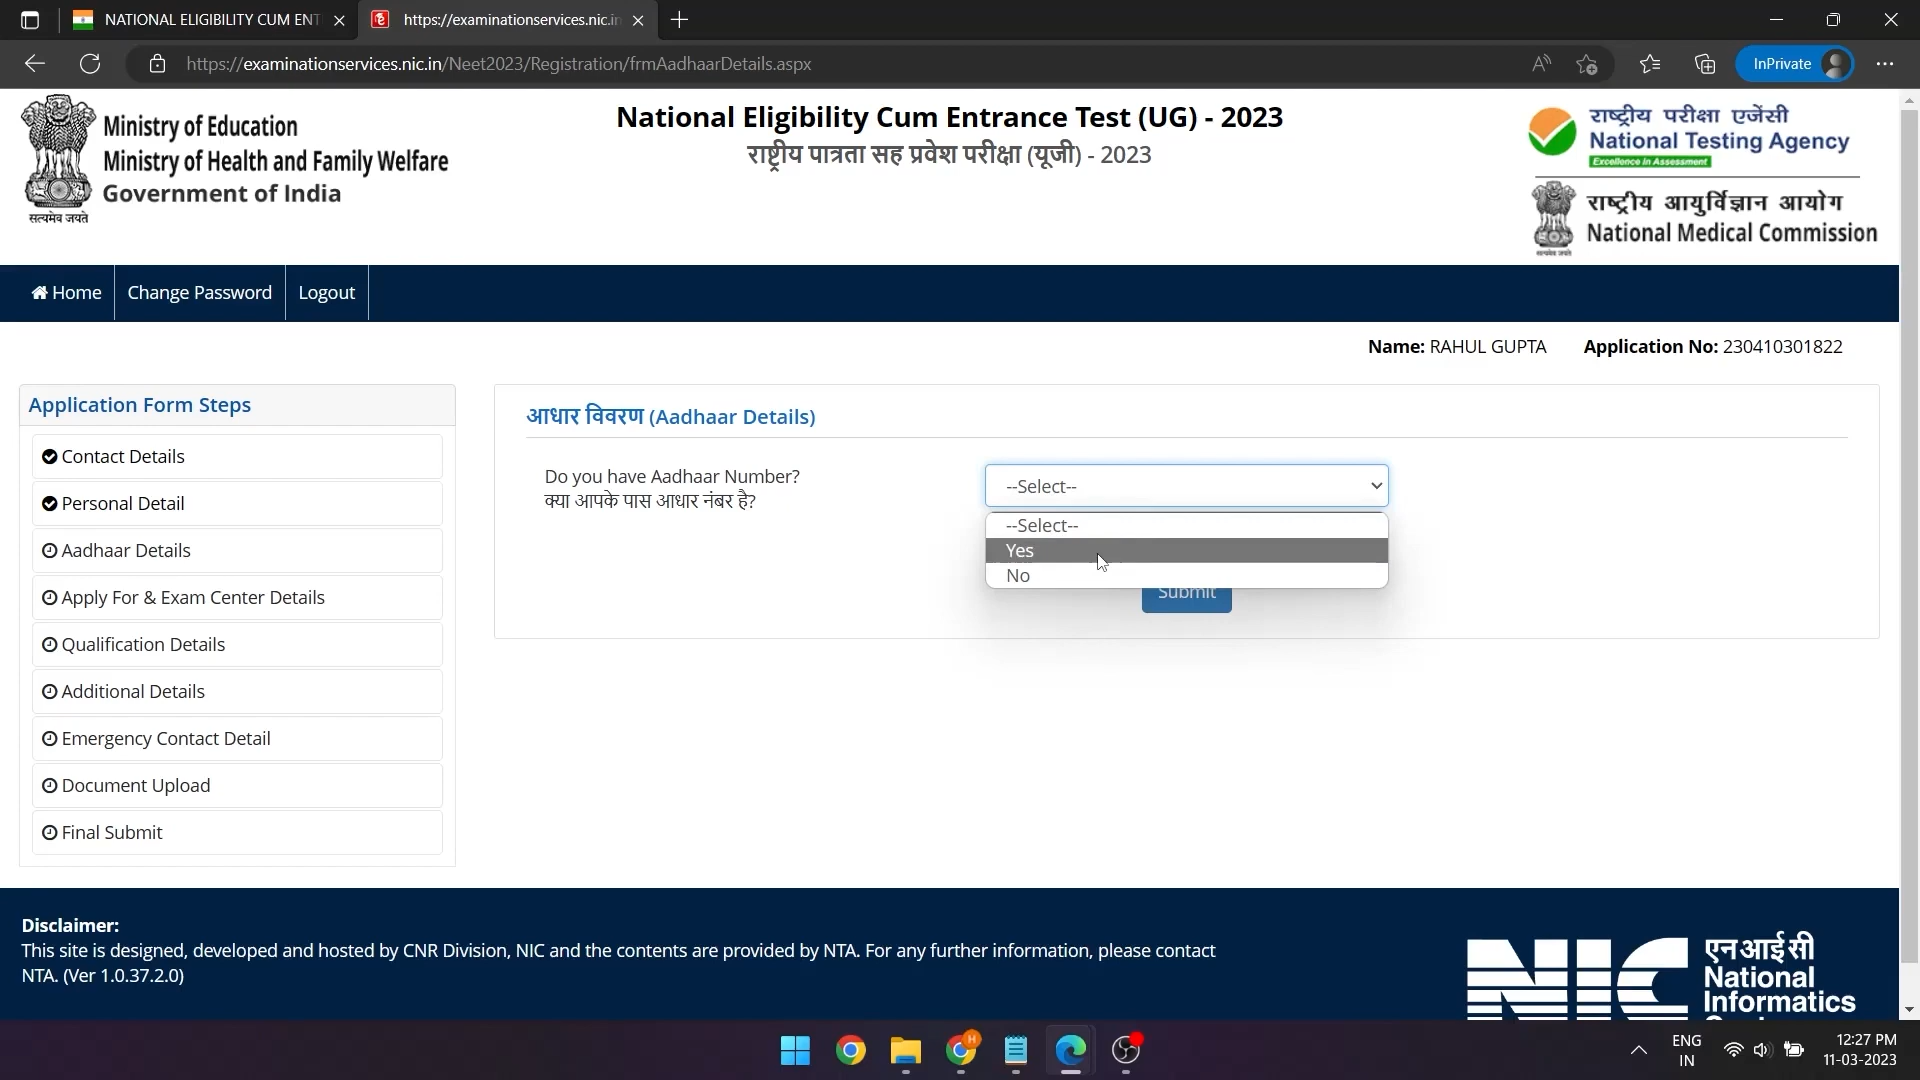 NATIONAL ELIGIBILITY CUM ENT
https://examinationservices.nic.in
https://examinationservices.nic.in/Neet2023/Registration/frmAadhaarDetails.aspx
InPrivate
सत्यमेव जयते
Ministry of Education
Ministry of Health and Family Welfare
Government of India
National Eligibility Cum Entrance Test (UG) - 2023
राष्ट्रीय पात्रता सह प्रवेश परीक्षा (यूजी) - 2023
राष्ट्रीय परीक्षा एजेंसी
National Testing Agency
Excellence in Assessment
राष्ट्रीय आयुर्विज्ञान आयोग
National Medical Commission
Home
Change Password
Logout
Name: RAHUL GUPTA
Application No: 230410301822
Application Form Steps
Contact Details
Personal Detail
Aadhaar Details
Apply For & Exam Center Details
Qualification Details
Additional Details
Emergency Contact Detail
Document Upload
Final Submit
आधार विवरण (Aadhaar Details)
Do you have Aadhaar Number?
क्या आपके पास आधार नंबर है?
--Select--
--Select--
Yes
No
Submit
Disclaimer:
This site is designed, developed and hosted by CNR Division, NIC and the contents are provided by NTA. For any further information, please contact
NTA. (Ver 1.0.37.2.0)
NIC
एन आई सी
National
Informatics
H
ENG
IN
12:27 PM
11-03-2023